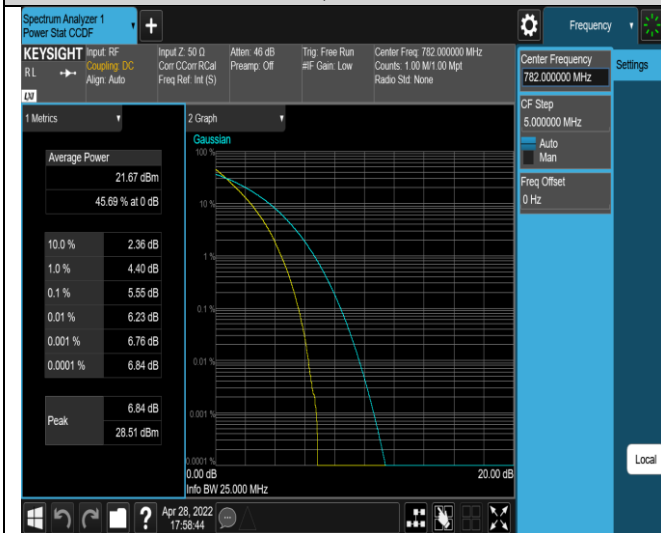 Spectrum Analyzer 1
Power Stat CCDF
Frequency
KEYSIGHT
RL
LXI
Input: RF
Coupling: DC
Align: Auto
Input Z: 50 Ω
Corr CCorr RCal
Freq Ref: Int (S)
Atten: 46 dB
Preamp: Off
Trig: Free Run
#IF Gain: Low
Center Freq: 782.000000 MHz
Counts: 1.00 M/1.00 Mpt
Radio Std: None
Center Frequency
782.000000 MHz
Settings
CF Step
5.000000 MHz
Auto
Man
Freq Offset
0 Hz
1 Metrics
Average Power
21.67 dBm
45.69 % at 0 dB
10.0 % 2.36 dB
1.0 % 4.40 dB
0.1 % 5.55 dB
0.01 % 6.23 dB
0.001 % 6.76 dB
0.0001 % 6.84 dB
Peak
6.84 dB
28.51 dBm
2 Graph
Gaussian
100 %
10 %
1 %
0.1 %
0.01 %
0.001 %
0.0001 %
0.00 dB 20.00 dB
Info BW 25.000 MHz
Local
?
Apr 28, 2022
17:58:44